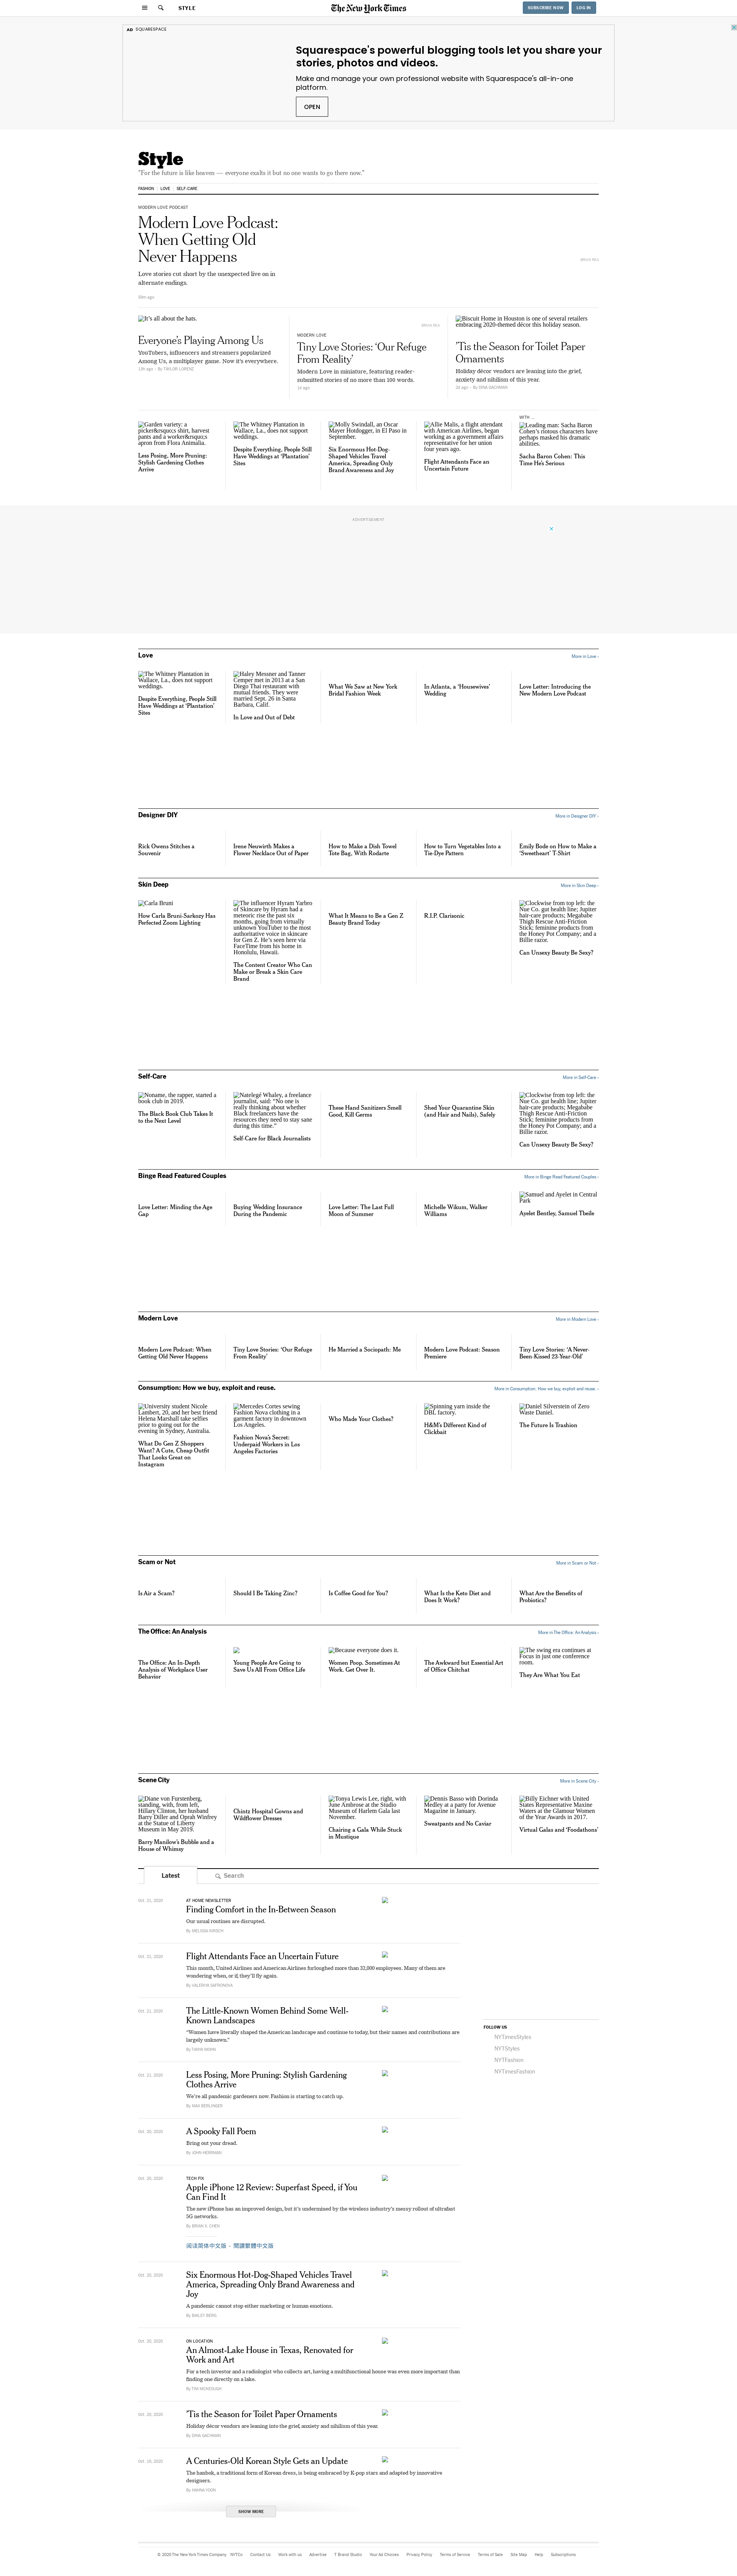 STYLE
The New York Times
SUBSCRIBE NOW
LOG IN
AD SQUARESPACE
Squarespace's powerful blogging tools let you share your
stories, photos and videos.
Make and manage your own professional website with Squarespace's all-in-one
platform.
OPEN
Style
"For the future is like heaven — everyone exalts it but no one wants to go there now."
FASHION
LOVE
SELF-CARE
MODERN LOVE PODCAST
Modern Love Podcast:
When Getting Old
Never Happens
Love stories cut short by the unexpected live on in
alternate endings.
BRIAN REA
It's all about the hats.
Everyone's Playing Among Us
YouTubers, influencers and streamers popularized
Among Us, a multiplayer game. Now it's everywhere.
13h ago By TAYLOR LORENZ
BRIAN REA
MODERN LOVE
Tiny Love Stories: 'Our Refuge
From Reality'
Modern Love in miniature, featuring reader-
submitted stories of no more than 100 words.
Biscuit Home in Houston is one of several retailers
embracing 2020-themed décor this holiday season.
'Tis the Season for Toilet Paper
Ornaments
Holiday décor vendors are leaning into the grief,
anxiety and nihilism of this year.
By GINA KACHMAN
Garden variety: a
picker&rsquo;s shirt, harvest
pants and a worker&rsquo;s
apron from Flora Animalia.
Less Posing, More Pruning:
Stylish Gardening Clothes
Arrive
The Whitney Plantation in
Wallace, La., does not support
weddings.
Despite Everything, People Still
Have Weddings at 'Plantation'
Sites
Molly Swindall, an Oscar
Mayer Hotdogger, in El Paso in
September.
Six Enormous Hot-Dog-
Shaped Vehicles Travel
America, Spreading Only
Brand Awareness and Joy
Allie Malis, a flight attendant
with American Airlines, began
working as a government affairs
representative for her union
four years ago.
Flight Attendants Face an
Uncertain Future
WITH ...
Leading man: Sacha Baron
Cohen's riotous characters have
perhaps masked his dramatic
abilities.
Sacha Baron Cohen: This
Time He's Serious
ADVERTISEMENT
Love
More in Love ›
The Whitney Plantation in
Wallace, La., does not support
weddings.
Despite Everything, People Still
Have Weddings at 'Plantation'
Sites
Haley Messner and Tanner
Cemper met in 2013 at a San
Diego Thai restaurant with
mutual friends. They were
married Sept. 26 in Santa
Barbara, Calif.
In Love and Out of Debt
What We Saw at New York
Bridal Fashion Week
In Atlanta, a 'Housewives'
Wedding
Love Letter: Introducing the
New Modern Love Podcast
Designer DIY
More in Designer DIY ›
Rick Owens Stitches a
Souvenir
Irene Neuwirth Makes a
Flower Necklace Out of Paper
How to Make a Dish Towel
Tote Bag, With Rodarte
How to Turn Vegetables Into a
Tie-Dye Pattern
Emily Bode on How to Make a
'Sweetheart' T-Shirt
Skin Deep
More in Skin Deep ›
Carla Bruni
How Carla Bruni-Sarkozy Has
Perfected Zoom Lighting
The influencer Hyram Yarbro
of Skincare by Hyram had a
meteoric rise the past six
months, going from virtually
unknown YouTuber to the most
authoritative voice in skincare
for Gen Z. He's seen here via
FaceTime from his home in
Honolulu, Hawaii.
The Content Creator Who Can
Make or Break a Skin Care
Brand
What It Means to Be a Gen Z
Beauty Brand Today
R.I.P. Clarisonic
Clockwise from top left: the
Nue Co. gut health line; Jupiter
hair-care products; Megababe
Thigh Rescue Anti-Friction
Stick; feminine products from
the Honey Pot Company; and a
Billie razor.
Can Unsexy Beauty Be Sexy?
Self-Care
More in Self-Care ›
Noname, the rapper, started a
book club in 2019.
The Black Book Club Takes It
to the Next Level
Natelegé Whaley, a freelance
journalist, said: "No one is
really thinking about whether
Black freelancers have the
resources they need to stay sane
during this time."
Self-Care for Black Journalists
These Hand Sanitizers Smell
Good, Kill Germs
Shed Your Quarantine Skin
(and Hair and Nails), Safely
Clockwise from top left: the
Nue Co. gut health line; Jupiter
hair-care products; Megababe
Thigh Rescue Anti-Friction
Stick; feminine products from
the Honey Pot Company; and a
Billie razor.
Can Unsexy Beauty Be Sexy?
Binge Read Featured Couples
More in Binge Read Featured Couples ›
Love Letter: Minding the Age
Gap
Buying Wedding Insurance
During the Pandemic
Love Letter: The Last Full
Moon of Summer
Michelle Wikum, Walker
Williams
Samuel and Ayelet in Central
Park
Ayelet Bentley, Samuel Tbeile
Modern Love
More in Modern Love ›
Modern Love Podcast: When
Getting Old Never Happens
Tiny Love Stories: 'Our Refuge
From Reality'
He Married a Sociopath: Me
Modern Love Podcast: Season
Premiere
Tiny Love Stories: 'A Never-
Been-Kissed 23-Year-Old'
Consumption: How we buy, exploit and reuse.
More in Consumption: How we buy, exploit and reuse. ›
University student Nicole
Lambert, 20, and her best friend
Helena Marshall take selfies
prior to going out for the
evening in Sydney, Australia.
What Do Gen Z Shoppers
Want? A Cute, Cheap Outfit
That Looks Great on
Instagram
Mercedes Cortes sewing
Fashion Nova clothing in a
garment factory in downtown
Los Angeles.
Fashion Nova's Secret:
Underpaid Workers in Los
Angeles Factories
Who Made Your Clothes?
Spinning yarn inside the
DBL factory.
H&M's Different Kind of
Clickbait
Daniel Silverstein of Zero
Waste Daniel.
The Future Is Trashion
Scam or Not
More in Scam or Not ›
Is Air a Scam?
Should I Be Taking Zinc?
Is Coffee Good for You?
What Is the Keto Diet and
Does It Work?
What Are the Benefits of
Probiotics?
The Office: An Analysis
More in The Office: An Analysis ›
The Office: An In-Depth
Analysis of Workplace User
Behavior
Young People Are Going to
Save Us All From Office Life
Because everyone does it.
Women Poop. Sometimes At
Work. Get Over It.
The Awkward but Essential Art
of Office Chitchat
The swing era continues at
Focus in just one conference
room.
They Are What You Eat
Scene City
More in Scene City ›
Diane von Furstenberg,
standing, with, from left,
Hillary Clinton, her husband
Barry Diller and Oprah Winfrey
at the Statue of Liberty
Museum in May 2019.
Barry Manilow's Bubble and a
House of Whimsy
Chintz Hospital Gowns and
Wildflower Dresses
Tonya Lewis Lee, right, with
June Ambrose at the Studio
Museum of Harlem Gala last
November.
Chairing a Gala While Stuck
in Mustique
Dennis Basso with Dorinda
Medley at a party for Avenue
Magazine in January.
Sweatpants and No Caviar
Billy Eichner with United
States Representative Maxine
Waters at the Glamour Women
of the Year Awards in 2017.
Virtual Galas and 'Foodathons'
Latest
Search
Oct. 21, 2020
AT HOME NEWSLETTER
Finding Comfort in the In-Between Season
Our usual routines are disrupted.
By MELISSA KIRSCH
Oct. 21, 2020
Flight Attendants Face an Uncertain Future
This month, United Airlines and American Airlines furloughed more than 32,000 employees. Many of them are
wondering when, or if, they'll fly again.
By VALERIYA SAFRONOVA
Oct. 21, 2020
The Little-Known Women Behind Some Well-
Known Landscapes
"Women have literally shaped the American landscape and continue to today, but their names and contributions are
largely unknown."
By TANYA MOHN
Oct. 21, 2020
Less Posing, More Pruning: Stylish Gardening
Clothes Arrive
We're all pandemic gardeners now. Fashion is starting to catch up.
By MAX BERLINGER
Oct. 20, 2020
A Spooky Fall Poem
Bring out your dread.
By JOHN HERRMAN
Oct. 20, 2020
TECH FIX
Apple iPhone 12 Review: Superfast Speed, if You
Can Find It
The new iPhone has an improved design, but it's undermined by the wireless industry's messy rollout of ultrafast
5G networks.
By BRIAN X. CHEN
阅读简体中文版 · 閱讀繁體中文版
Oct. 20, 2020
Six Enormous Hot-Dog-Shaped Vehicles Travel
America, Spreading Only Brand Awareness and
Joy
A pandemic cannot stop either marketing or human emotions.
By BAILEY BERG
Oct. 20, 2020
ON LOCATION
An Almost-Lake House in Texas, Renovated for
Work and Art
For a tech investor and a radiologist who collects art, having a multifunctional house was even more important than
finding one directly on a lake.
By TIM MCKEOUGH
Oct. 20, 2020
'Tis the Season for Toilet Paper Ornaments
Holiday décor vendors are leaning into the grief, anxiety and nihilism of this year.
By GINA KACHMAN
Oct. 19, 2020
A Centuries-Old Korean Style Gets an Update
The hanbok, a traditional form of Korean dress, is being embraced by K-pop stars and adapted by innovative
designers.
By HAHNA YOON
SHOW MORE
FOLLOW US
NYTimesStyles
NYTStyles
NYTFashion
NYTimesFashion
© 2020 The New York Times Company
NYTCo
Contact Us
Work with us
Advertise
T Brand Studio
Your Ad Choices
Privacy Policy
Terms of Service
Terms of Sale
Site Map
Help
Subscriptions